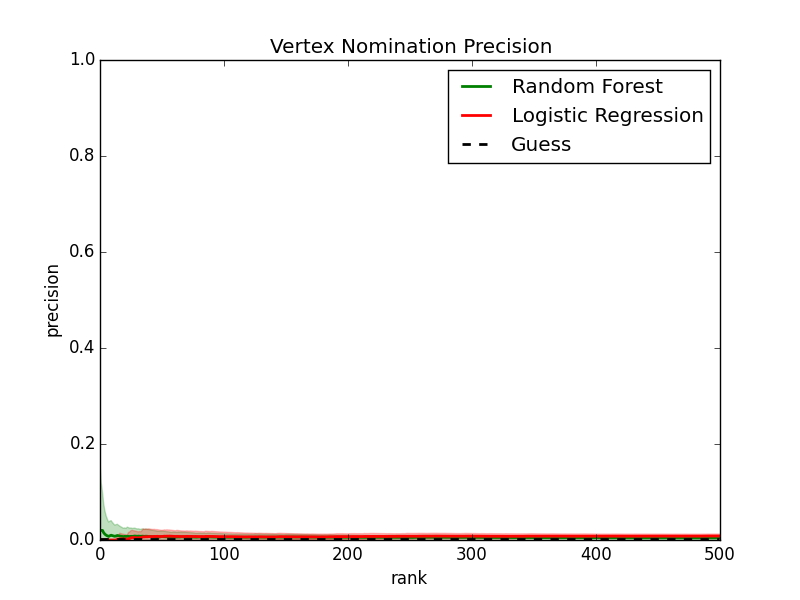 Vertex Nomination Precision
1.0
0.8
0.6
0.4
0.2
0.0
precision
Random Forest
Logistic Regression
Guess
0 100 200 300 400 500
rank